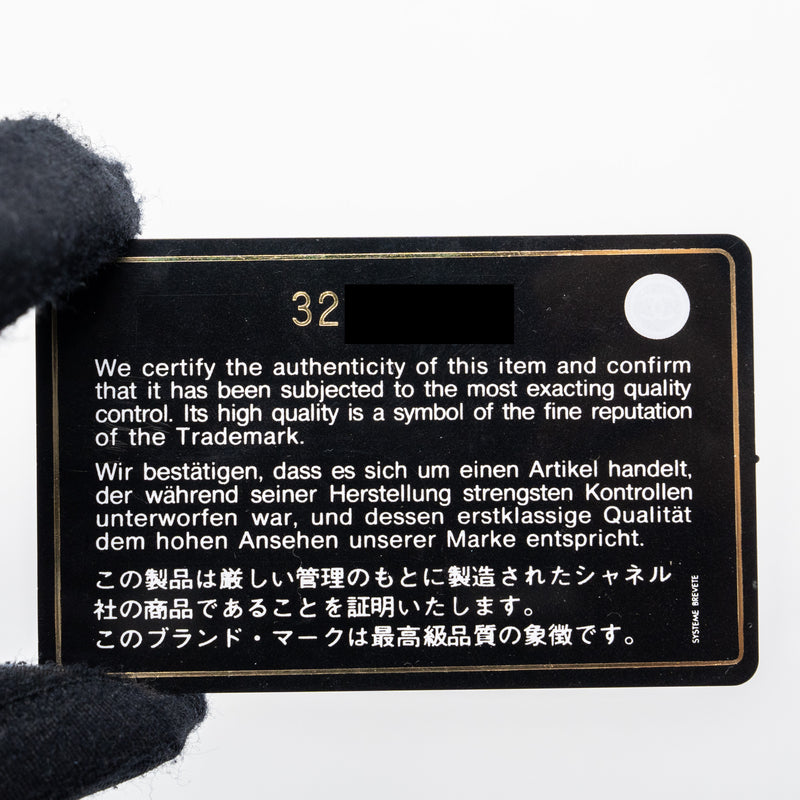 32
We certify the authenticity of this item and confirm
that it has been subjected to the most exacting quality
control. Its high quality is a symbol of the fine reputation
of the Trademark.
Wir bestätigen, dass es sich um einen Artikel handelt,
der während seiner Herstellung strengsten Kontrollen
unterworfen war, und dessen erstklassige Qualität
dem hohen Ansehen unserer Marke entspricht.
この製品は厳しい管理のもとに製造されたシャネル
社の商品であることを証明いたします。
このブランド・マークは最高級品質の象徴です。
SYSTEME BREVETE